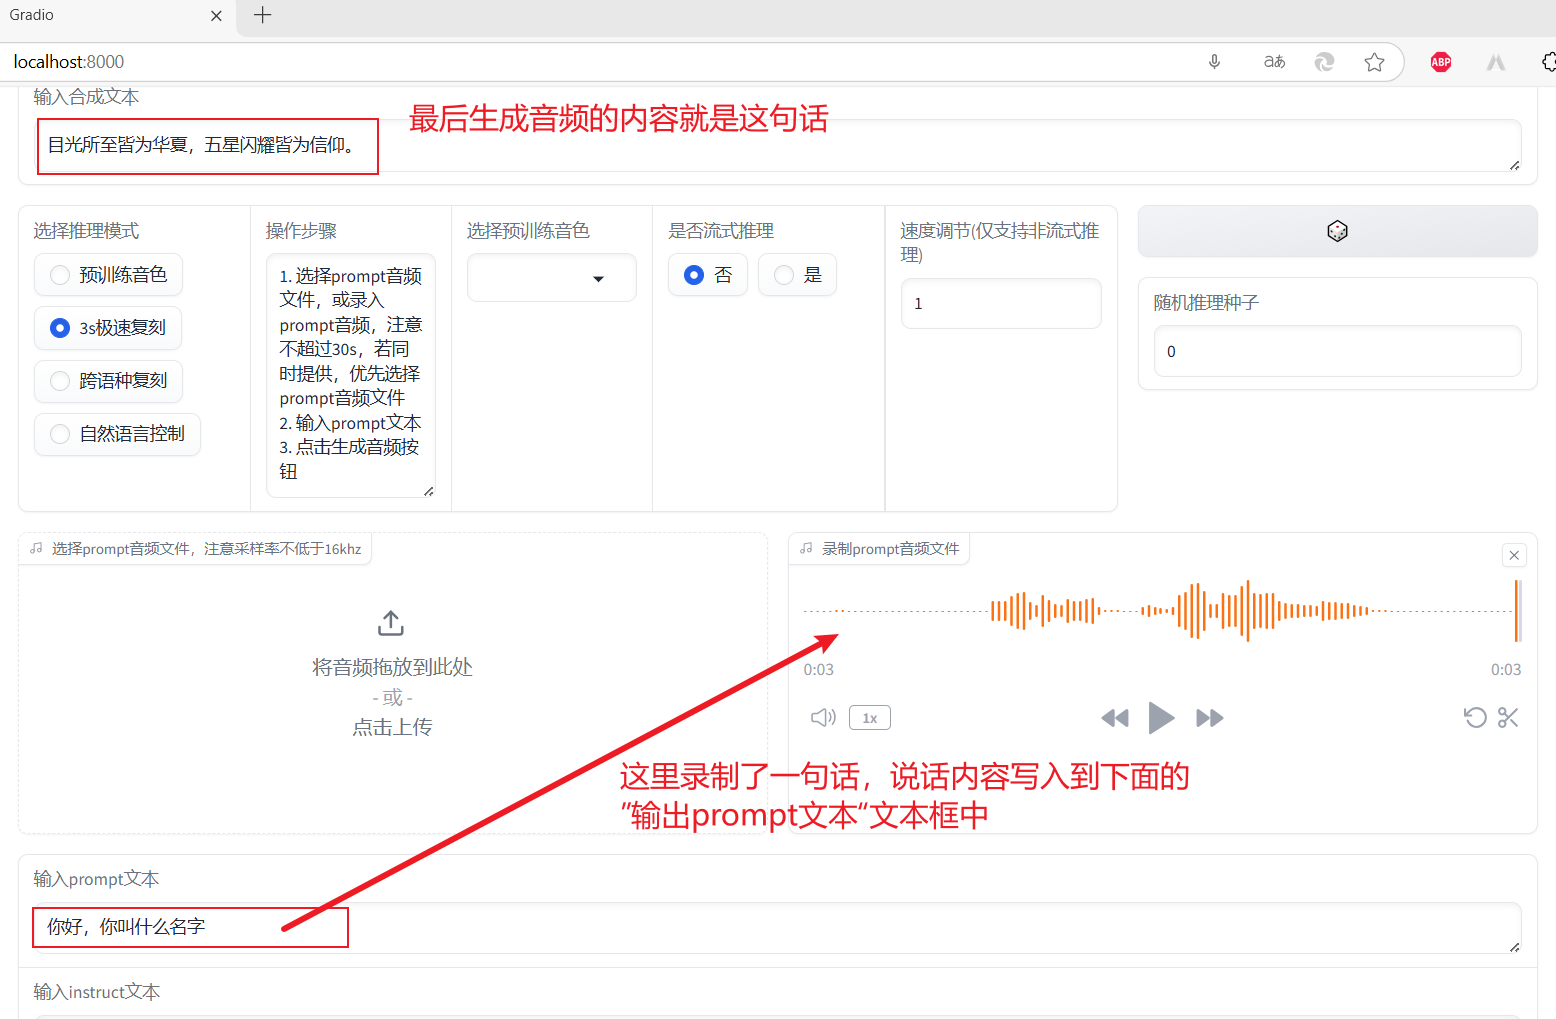 Gradio
localhost:8000
aあ
ABP
输入合成文本
最后生成音频的内容就是这句话
目光所至皆为华夏，五星闪耀皆为信仰。
选择推理模式
预训练音色
3s极速复刻
跨语种复刻
自然语言控制
操作步骤
1. 选择prompt音频
文件，或录入
prompt音频，注意
不超过30s，若同
时提供，优先选择
prompt音频文件
2. 输入prompt文本
3. 点击生成音频按
钮
选择预训练音色
是否流式推理
否
是
速度调节(仅支持非流式推
理)
1
随机推理种子
0
选择prompt音频文件，注意采样率不低于16khz
将音频拖放到此处
- 或 -
点击上传
录制prompt音频文件
0:03
0:03
1x
这里录制了一句话，说话内容写入到下面的
”输出prompt文本“文本框中
输入prompt文本
你好，你叫什么名字
输入instruct文本